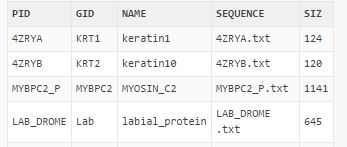 PID GID NAME SEQUENCE SIZ
4ZRYA KRT1 keratin1 4ZRYA.txt 124
4ZRYB KRT2 keratin10 4ZRYB.txt 120
MYBPC2_P MYBPC2 MYOSIN_C2 MYBPC2_P.txt 1141
LAB_DROME Lab labial_protein LAB_DROME 645
.txt